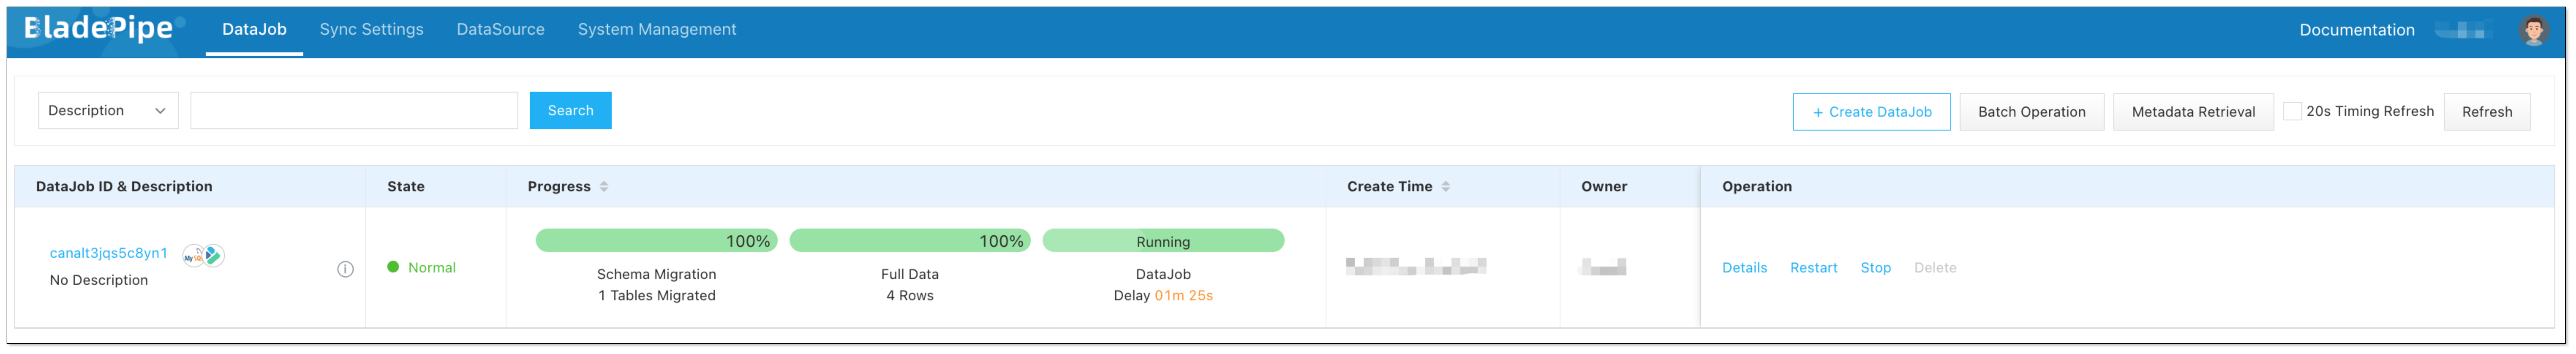 BladePipe DataJob Sync Settings DataSource System Management Documentation
Description Search + Create DataJob Batch Operation Metadata Retrieval 20s Timing Refresh Refresh
DataJob ID & Description State Progress Create Time Owner Operation
canalt3jqs5c8yn1 My SQL
No Description
Normal
100% 100% Running
Schema Migration Full Data DataJob
1 Tables Migrated 4 Rows Delay 01m 25s
Details Restart Stop Delete